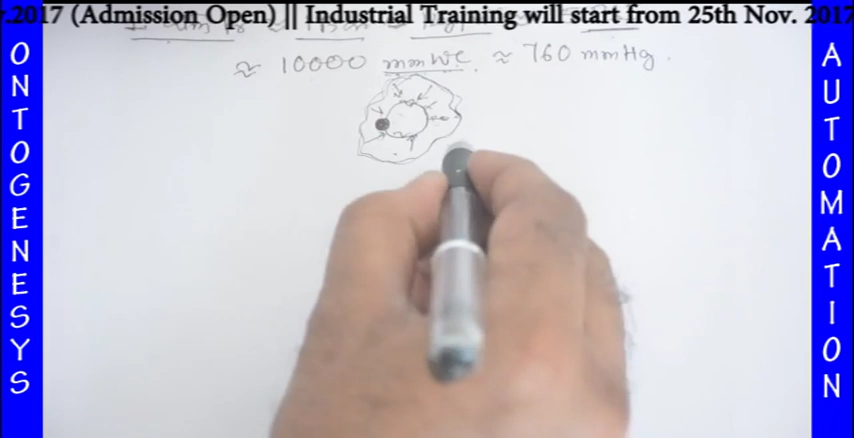 r.2017 (Admission Open) || Industrial Training will start from 25th Nov. 2017
≈ 10000 mmWC. ≈ 760 mmHg.
ONTOGENESYS
AUTOMATION